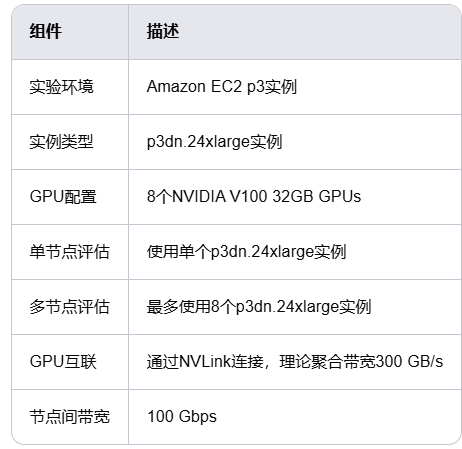 组件 描述
实验环境 Amazon EC2 p3实例
实例类型 p3dn.24xlarge实例
GPU配置 8个NVIDIA V100 32GB GPUs
单节点评估 使用单个p3dn.24xlarge实例
多节点评估 最多使用8个p3dn.24xlarge实例
GPU互联 通过NVLink连接，理论聚合带宽300 GB/s
节点间带宽 100 Gbps